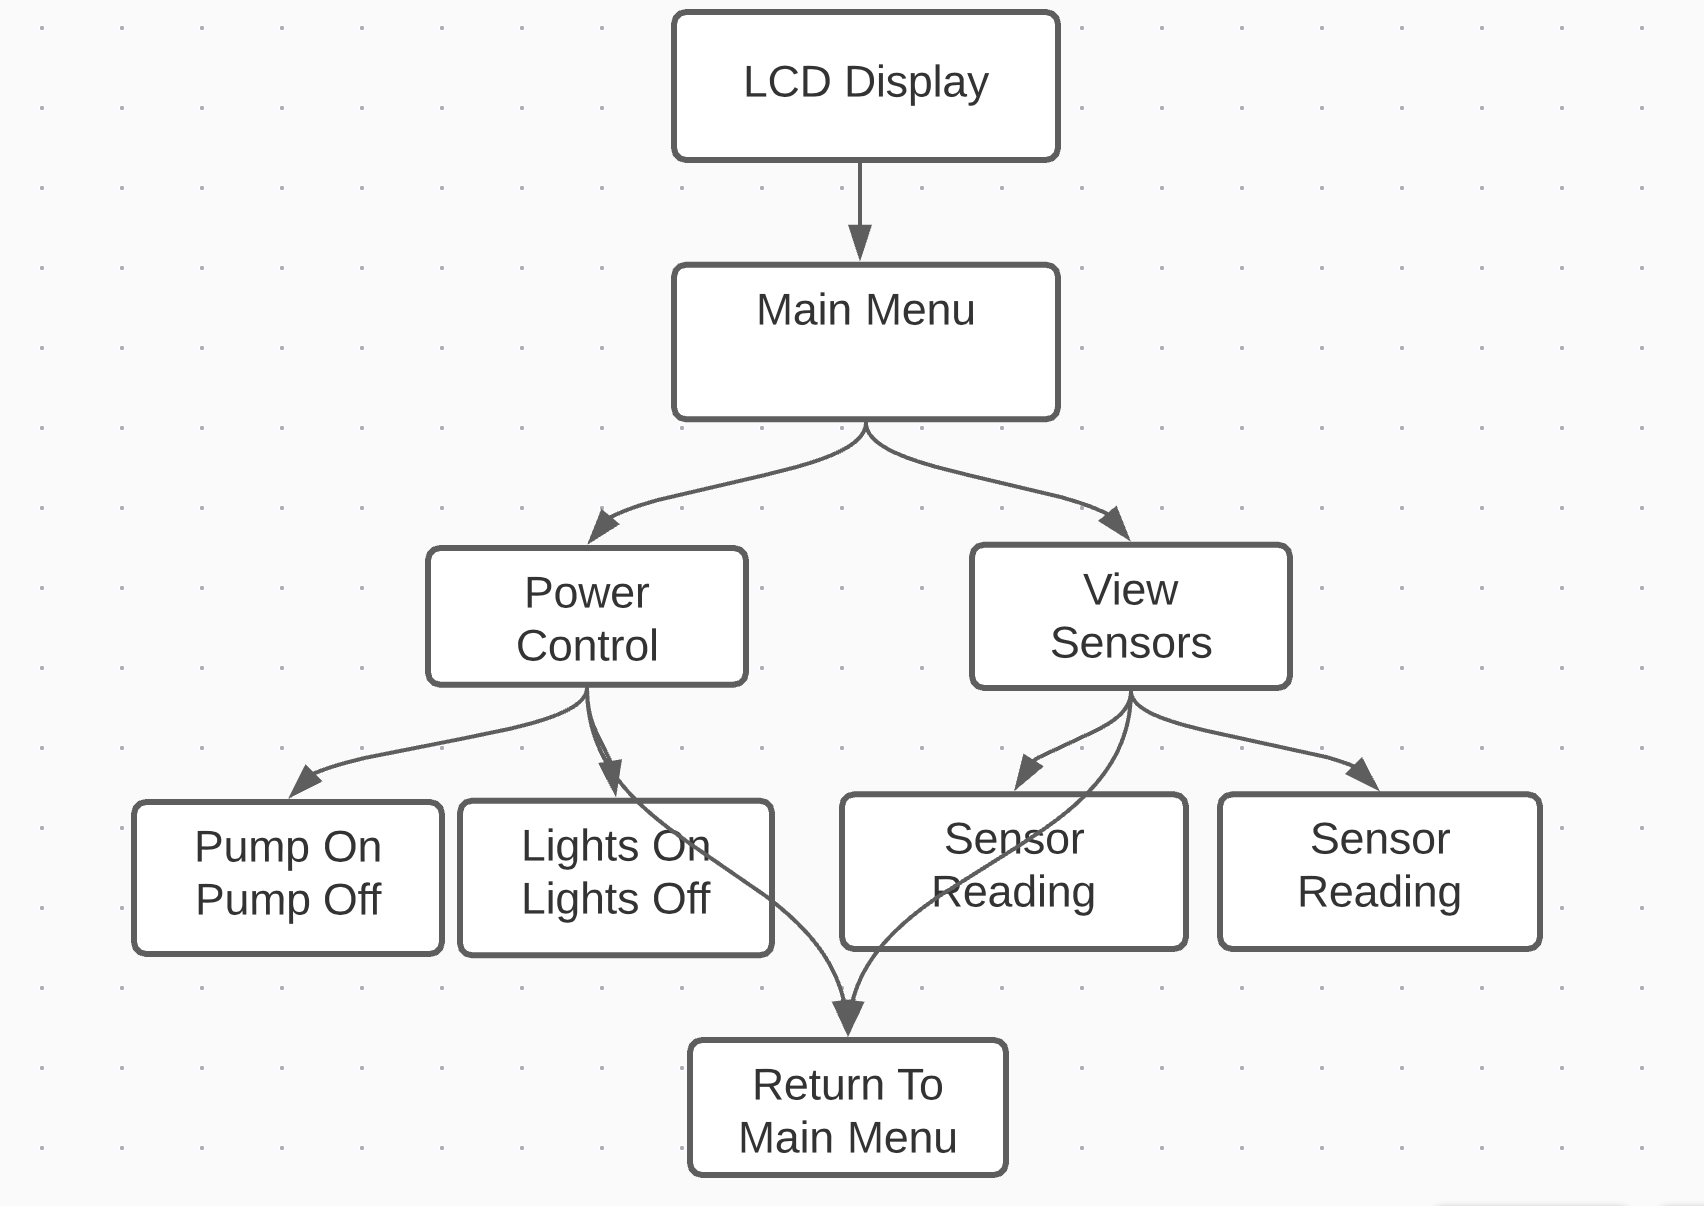 LCD Display
Main Menu
Power
Control
View
Sensors
Pump On
Pump Off
Lights On
Lights Off
Sensor
Reading
Sensor
Reading
Return To
Main Menu